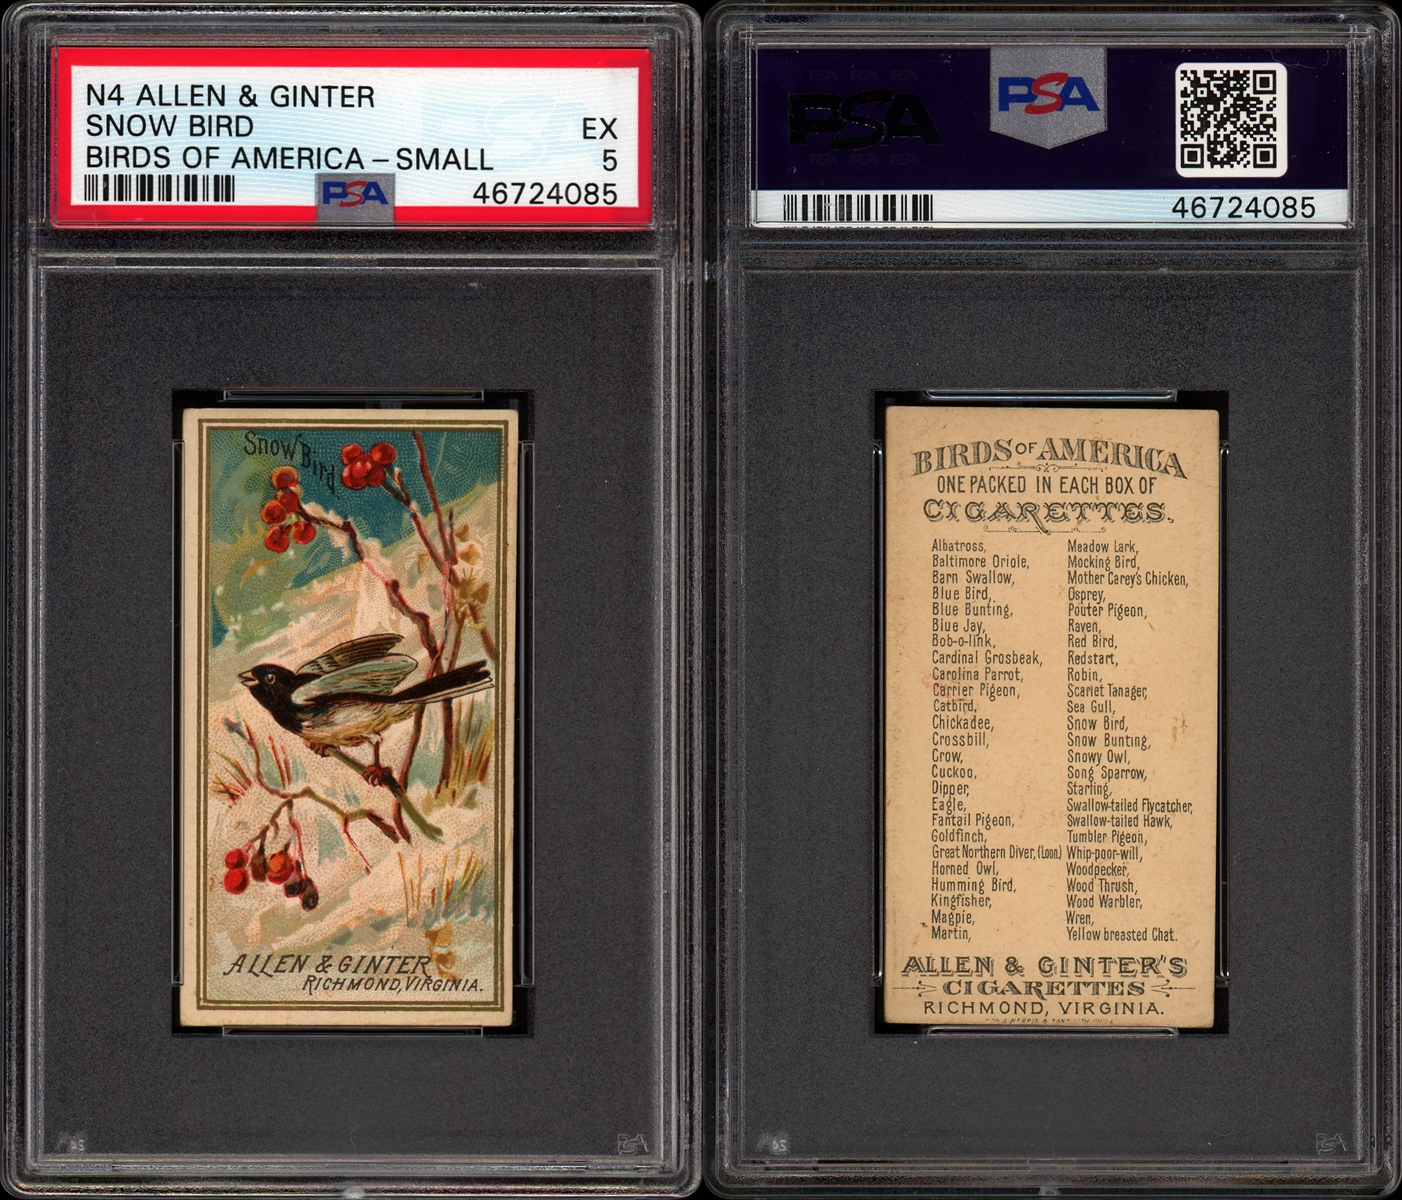 N4 ALLEN & GINTER
SNOW BIRD EX
BIRDS OF AMERICA – SMALL 5
PSA 46724085
Snow Bird.
ALLEN & GINTER
RICHMOND, VIRGINIA.
PSA
PSA
46724085
BIRDS OF AMERICA
ONE PACKED IN EACH BOX OF
CIGARETTES.
Albatross, Meadow Lark,
Baltimore Oriole, Mocking Bird,
Barn Swallow, Mother Carey's Chicken,
Blue Bird, Osprey,
Blue Bunting, Pouter Pigeon,
Blue Jay, Raven,
Bob-o-link, Red Bird,
Cardinal Grosbeak, Redstart,
Carolina Parrot, Robin,
Carrier Pigeon, Scarlet Tanager,
Catbird, Sea Gull,
Chickadee, Snow Bird,
Crossbill, Snow Bunting,
Crow, Snowy Owl,
Cuckoo, Song Sparrow,
Dipper, Starling,
Eagle, Swallow-tailed Flycatcher,
Fantail Pigeon, Swallow-tailed Hawk,
Goldfinch, Tumbler Pigeon,
Great Northern Diver, (Loon) Whip-poor-will,
Horned Owl, Woodpecker,
Humming Bird, Wood Thrush,
Kingfisher, Wood Warbler,
Magpie, Wren,
Martin, Yellow breasted Chat.
ALLEN & GINTER'S
CIGARETTES
RICHMOND, VIRGINIA.